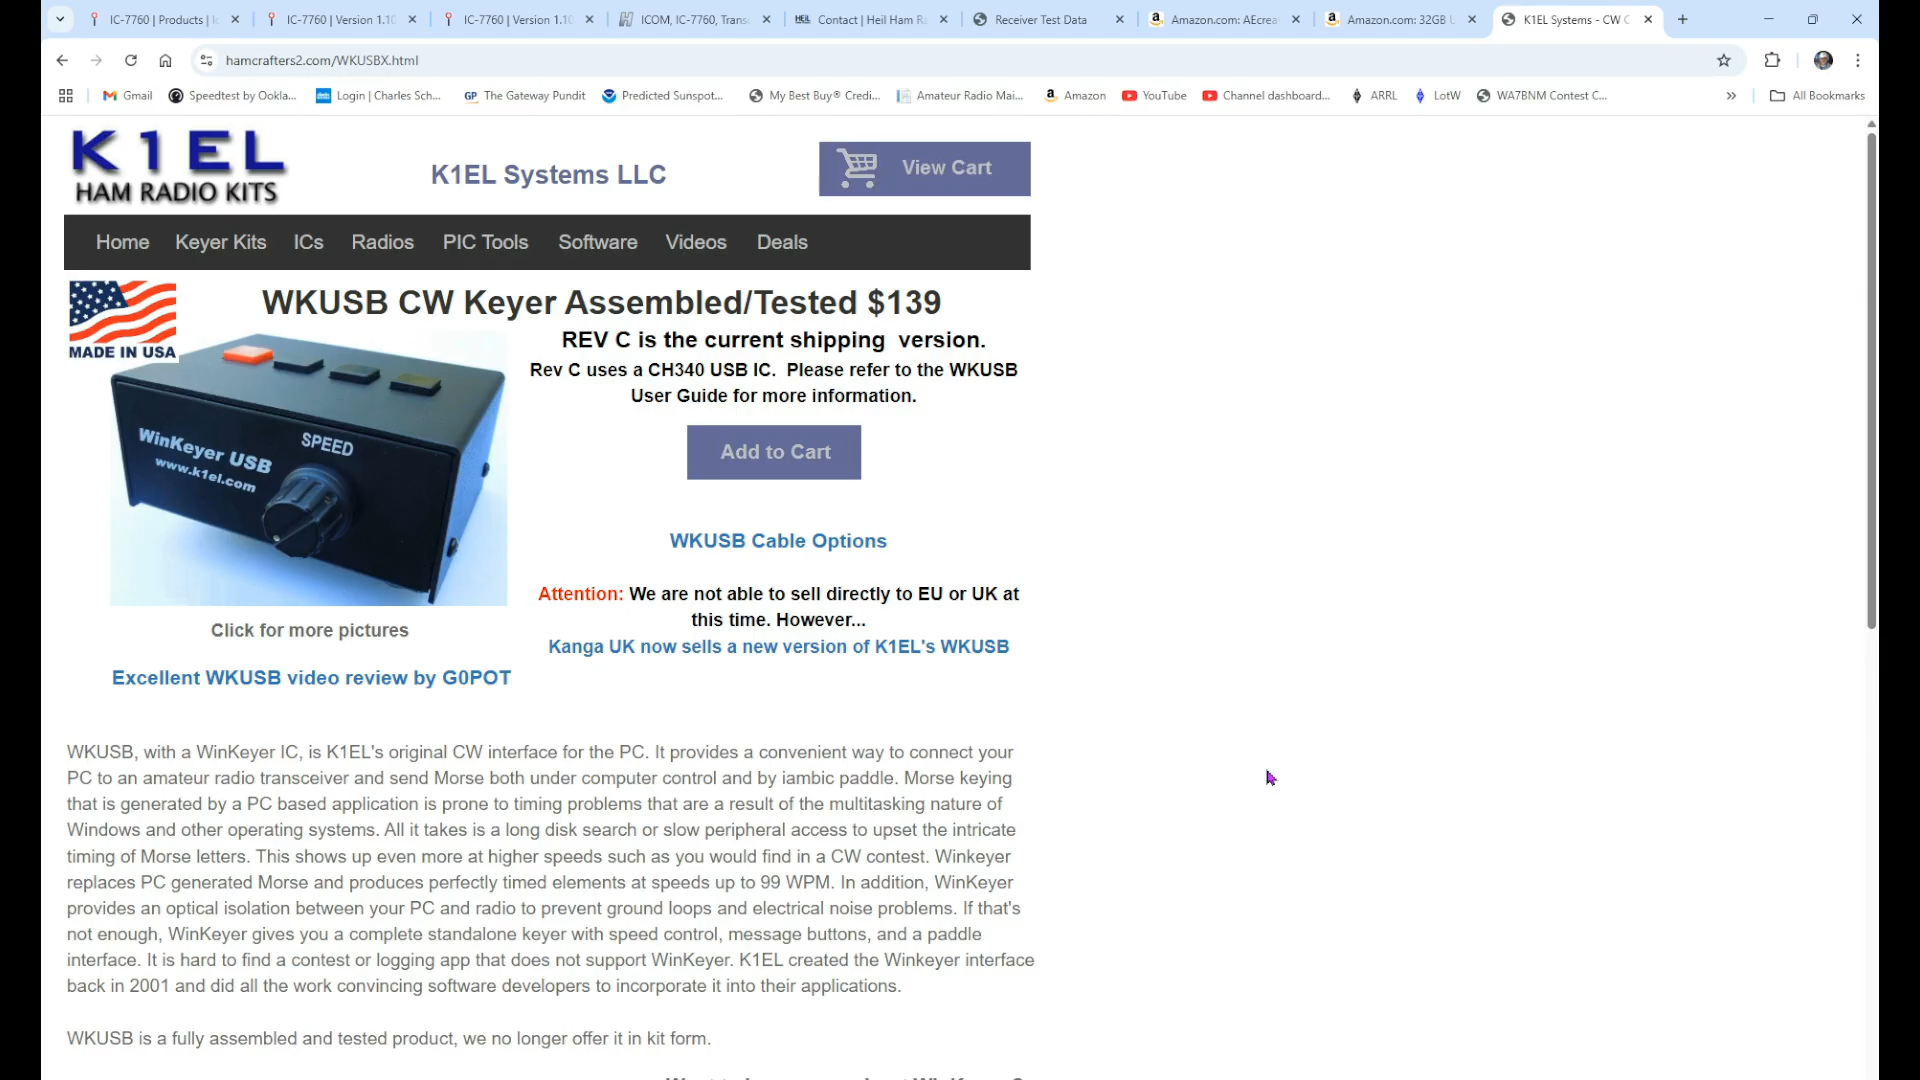 IC-7760 | Products | Ic
IC-7760 | Version 1.10
IC-7760 | Version 1.10
ICOM, IC-7760, Trans
Contact | Heil Ham Ra
Receiver Test Data
Amazon.com: AEcrea
Amazon.com: 32GB U
K1EL Systems - CW C
hamcrafters2.com/WKUSBX.html
Gmail
Speedtest by Ookla...
Login | Charles Sch...
GP The Gateway Pundit
Predicted Sunspot...
My Best Buy® Credi...
Amateur Radio Mai...
Amazon
YouTube
Channel dashboard...
ARRL
LotW
WA7BNM Contest C...
All Bookmarks
K1EL
HAM RADIO KITS
K1EL Systems LLC
View Cart
Home
Keyer Kits
ICs
Radios
PIC Tools
Software
Videos
Deals
MADE IN USA
WKUSB CW Keyer Assembled/Tested $139
REV C is the current shipping version.
Rev C uses a CH340 USB IC. Please refer to the WKUSB
User Guide for more information.
WinKeyer USB
www.k1el.com
SPEED
Add to Cart
WKUSB Cable Options
Attention: We are not able to sell directly to EU or UK at
this time. However...
Kanga UK now sells a new version of K1EL's WKUSB
Click for more pictures
Excellent WKUSB video review by G0POT
WKUSB, with a WinKeyer IC, is K1EL's original CW interface for the PC. It provides a convenient way to connect your
PC to an amateur radio transceiver and send Morse both under computer control and by iambic paddle. Morse keying
that is generated by a PC based application is prone to timing problems that are a result of the multitasking nature of
Windows and other operating systems. All it takes is a long disk search or slow peripheral access to upset the intricate
timing of Morse letters. This shows up even more at higher speeds such as you would find in a CW contest. Winkeyer
replaces PC generated Morse and produces perfectly timed elements at speeds up to 99 WPM. In addition, WinKeyer
provides an optical isolation between your PC and radio to prevent ground loops and electrical noise problems. If that's
not enough, WinKeyer gives you a complete standalone keyer with speed control, message buttons, and a paddle
interface. It is hard to find a contest or logging app that does not support WinKeyer. K1EL created the Winkeyer interface
back in 2001 and did all the work convincing software developers to incorporate it into their applications.
WKUSB is a fully assembled and tested product, we no longer offer it in kit form.